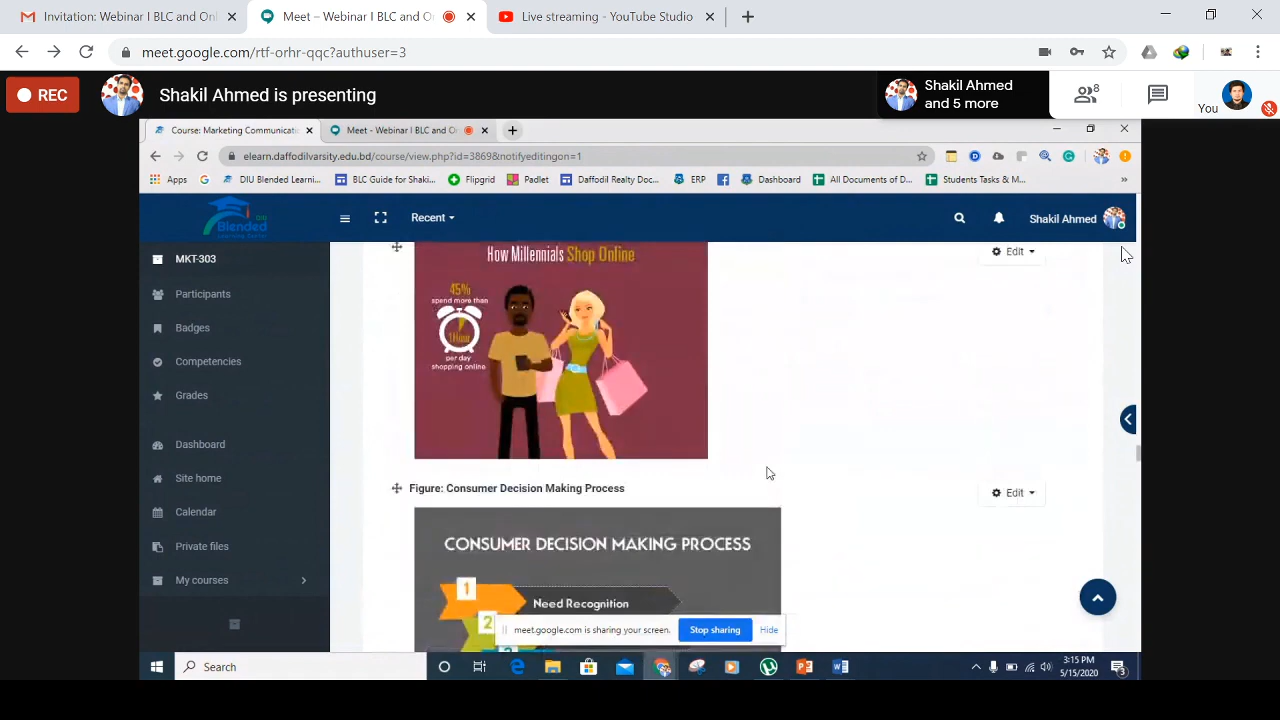 Invitation: Webinar I BLC and Onl
Meet – Webinar I BLC and O
Live streaming - YouTube Studio
meet.google.com/rtf-orhr-qqc?authuser=3
REC
Shakil Ahmed is presenting
Shakil Ahmed
and 5 more
8
You
Course: Marketing Communicatio
Meet - Webinar I BLC and O
elearn.daffodilvarsity.edu.bd/course/view.php?id=3869&notifyeditingon=1
Apps
DIU Blended Learni...
BLC Guide for Shaki...
Flipgrid
Padlet
Daffodil Realty Doc...
ERP
Dashboard
All Documents of D...
Students Tasks & M...
Blended
Recent
Shakil Ahmed
MKT-303
Participants
Badges
Competencies
Grades
Dashboard
Site home
Calendar
Private files
My courses
How Millennials Shop Online
45%
spend more than
1 Hour
per day
shopping online
Edit
Figure: Consumer Decision Making Process
Edit
CONSUMER DECISION MAKING PROCESS
1
Need Recognition
2
meet.google.com is sharing your screen.
Stop sharing
Hide
Search
3:15 PM
5/15/2020
3